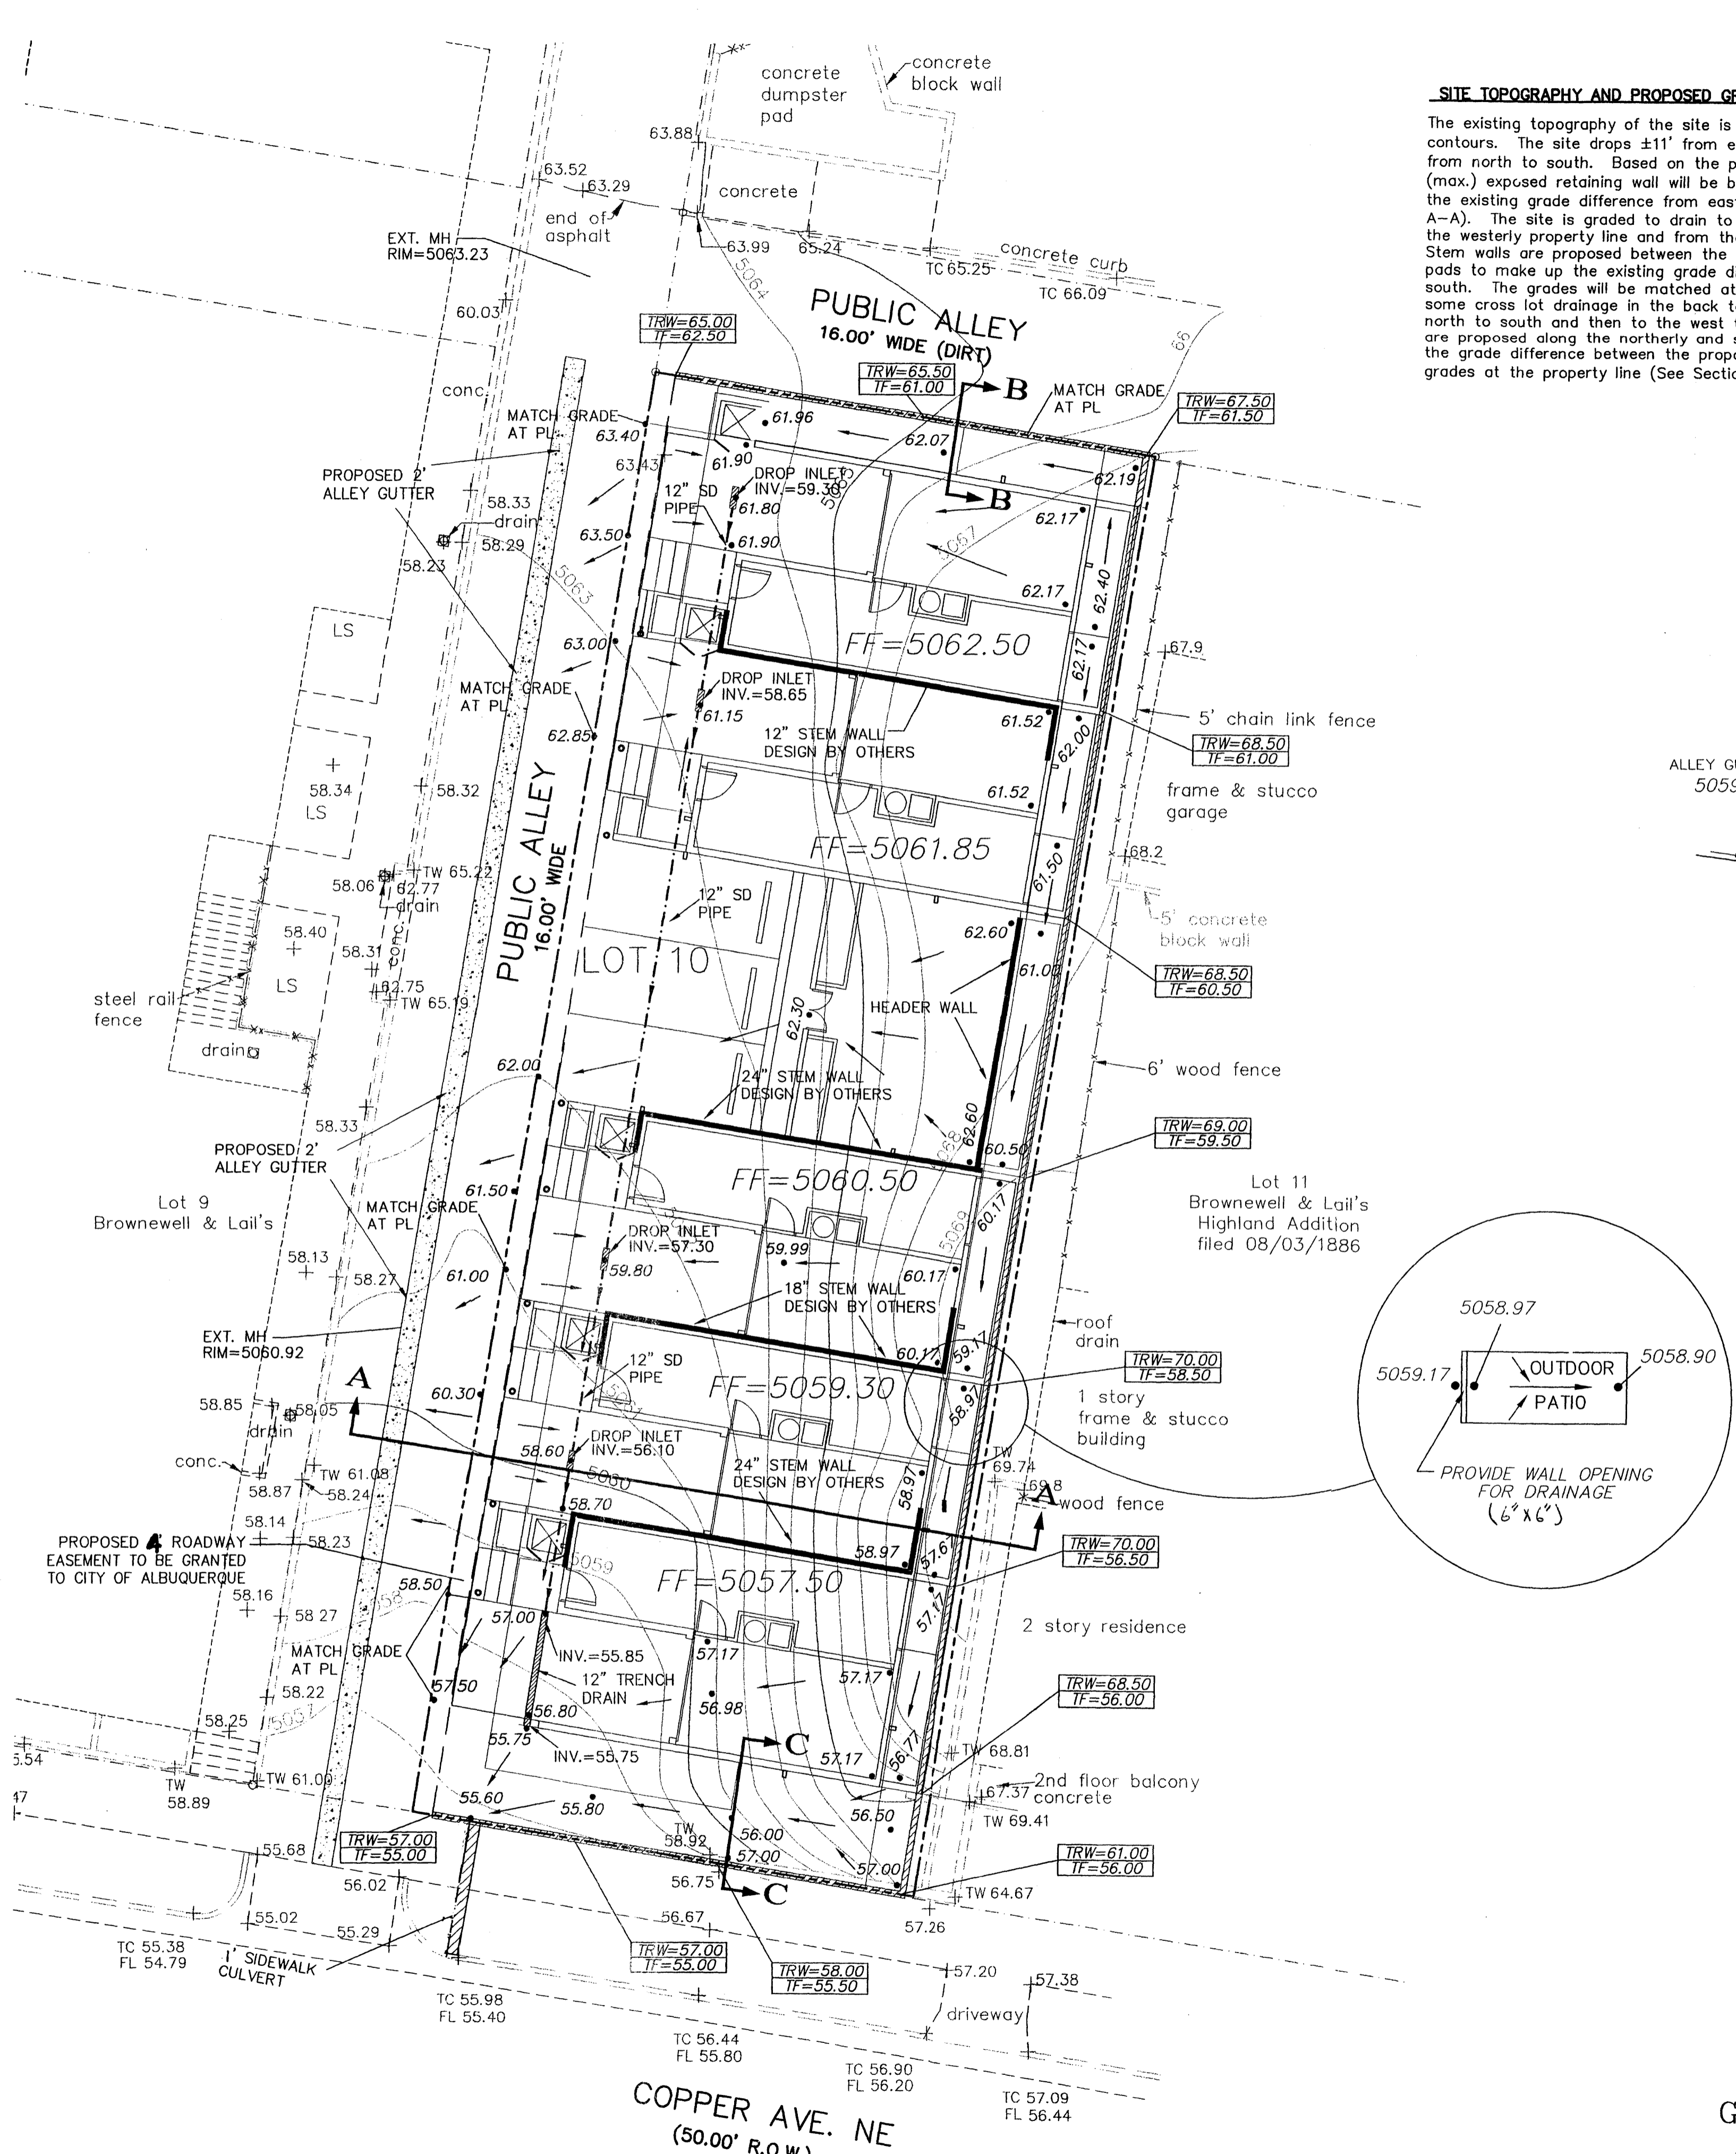 SITE TOPOGRAPHY AND PROPOSED
The existing topography of the site is
contours. The site drops ±11' from
from north to south. Based on the
(max.) exposed retaining wall will be
the existing grade difference from
A-A). The site is graded to drain to
the westerly property line and from
Stem walls are proposed between the
pads to make up the existing grade
south. The grades will be matched at
some cross lot drainage in the back
north to south and then to the west
are proposed along the northerly and
the grade difference between the
grades at the property line (See
concrete
dumpster
pad
concrete
block wall
63.88
63.52
63.29
concrete
end of
asphalt
63.99
65.24
TC 65.25
concrete curb
TC 66.09
EXT. MH
RIM=5063.23
5064
60.03
PUBLIC ALLEY
16.00' WIDE (DIRT)
66
TRW=65.00
TF=62.50
TRW=65.50
TF=61.00
B
MATCH GRADE
AT PL
TRW=67.50
TF=61.50
conc.
MATCH GRADE
AT PL
63.40
61.96
62.07
63.43
61.90
DROP INLET
INV.=59.30
62.19
PROPOSED 2'
ALLEY GUTTER
12" SD
PIPE
61.80
B
62.17
58.33
drain
58.29
63.50
61.90
5067
58.23
5063
62.17
62.40
LS
63.00
FF=5062.50
62.17
67.9
MATCH GRADE
AT PL
DROP INLET
INV.=58.65
61.15
61.52
62.00
5' chain link fence
62.85
12" STEM WALL
DESIGN BY OTHERS
TRW=68.50
TF=61.00
58.34
LS
58.32
61.52
frame & stucco
garage
ALLEY
FF=5061.85
61.50
68.2
PUBLIC ALLEY
16.00' WIDE
TW 65.22
58.06
62.77
drain
12" SD
PIPE
5' concrete
block wall
58.40
58.31
conc.
62.60
LOT 10
61.00
TRW=68.50
TF=60.50
LS
62.75
TW 65.19
steel rail
fence
HEADER WALL
62.30
drain
62.00
6' wood fence
24" STEM WALL
DESIGN BY OTHERS
58.33
62.60
60.50
5068
TRW=69.00
TF=59.50
PROPOSED 2'
ALLEY GUTTER
FF=5060.50
Lot 9
Brownewell & Lail's
61.50
MATCH GRADE
AT PL
60.17
Lot 11
Brownewell & Lail's
Highland Addition
filed 08/03/1886
DROP INLET
INV.=57.30
59.99
5069
58.13
58.27
61.00
59.80
60.17
18" STEM WALL
DESIGN BY OTHERS
5058.97
EXT. MH
RIM=5060.92
roof
drain
60.17
59.17
12" SD
PIPE
TRW=70.00
TF=58.50
5059.17
OUTDOOR
PATIO
5058.90
A
60.30
FF=5059.30
58.97
1 story
frame & stucco
building
58.85
58.05
drain
58.60
DROP INLET
INV.=56.10
conc.
TW 61.08
58.87
58.24
5060
24" STEM WALL
DESIGN BY OTHERS
58.97
TW
69.74
69.8
A
wood fence
PROVIDE WALL OPENING
FOR DRAINAGE
(6" X 6")
58.14
58.70
PROPOSED 4' ROADWAY
EASEMENT TO BE GRANTED
TO CITY OF ALBUQUERQUE
58.23
58.97
57.67
TRW=70.00
TF=56.50
58.16
58.27
58.50
5059
FF=5057.50
57.17
57.00
2 story residence
MATCH GRADE
AT PL
INV.=55.85
57.17
12" TRENCH
DRAIN
57.17
58.22
57.50
56.98
TRW=68.50
TF=56.00
58.25
5057
56.80
55.75
C
INV.=55.75
57.17
56.77
TW 68.81
TW 61.00
TW
58.89
2nd floor balcony
concrete
67.37
TW 69.41
55.60
55.80
56.50
TRW=57.00
TF=55.00
TW
58.92
56.00
57.00
57.00
TRW=61.00
TF=56.00
55.68
56.02
56.75
C
TW 64.67
55.02
55.29
56.67
57.26
TC 55.38
FL 54.79
1' SIDEWALK
CULVERT
TRW=57.00
TF=55.00
TRW=58.00
TF=55.50
57.20
57.38
TC 55.98
FL 55.40
driveway
TC 56.44
FL 55.80
TC 56.90
FL 56.20
TC 57.09
FL 56.44
COPPER AVE. NE
(50.00' R.O.W.)